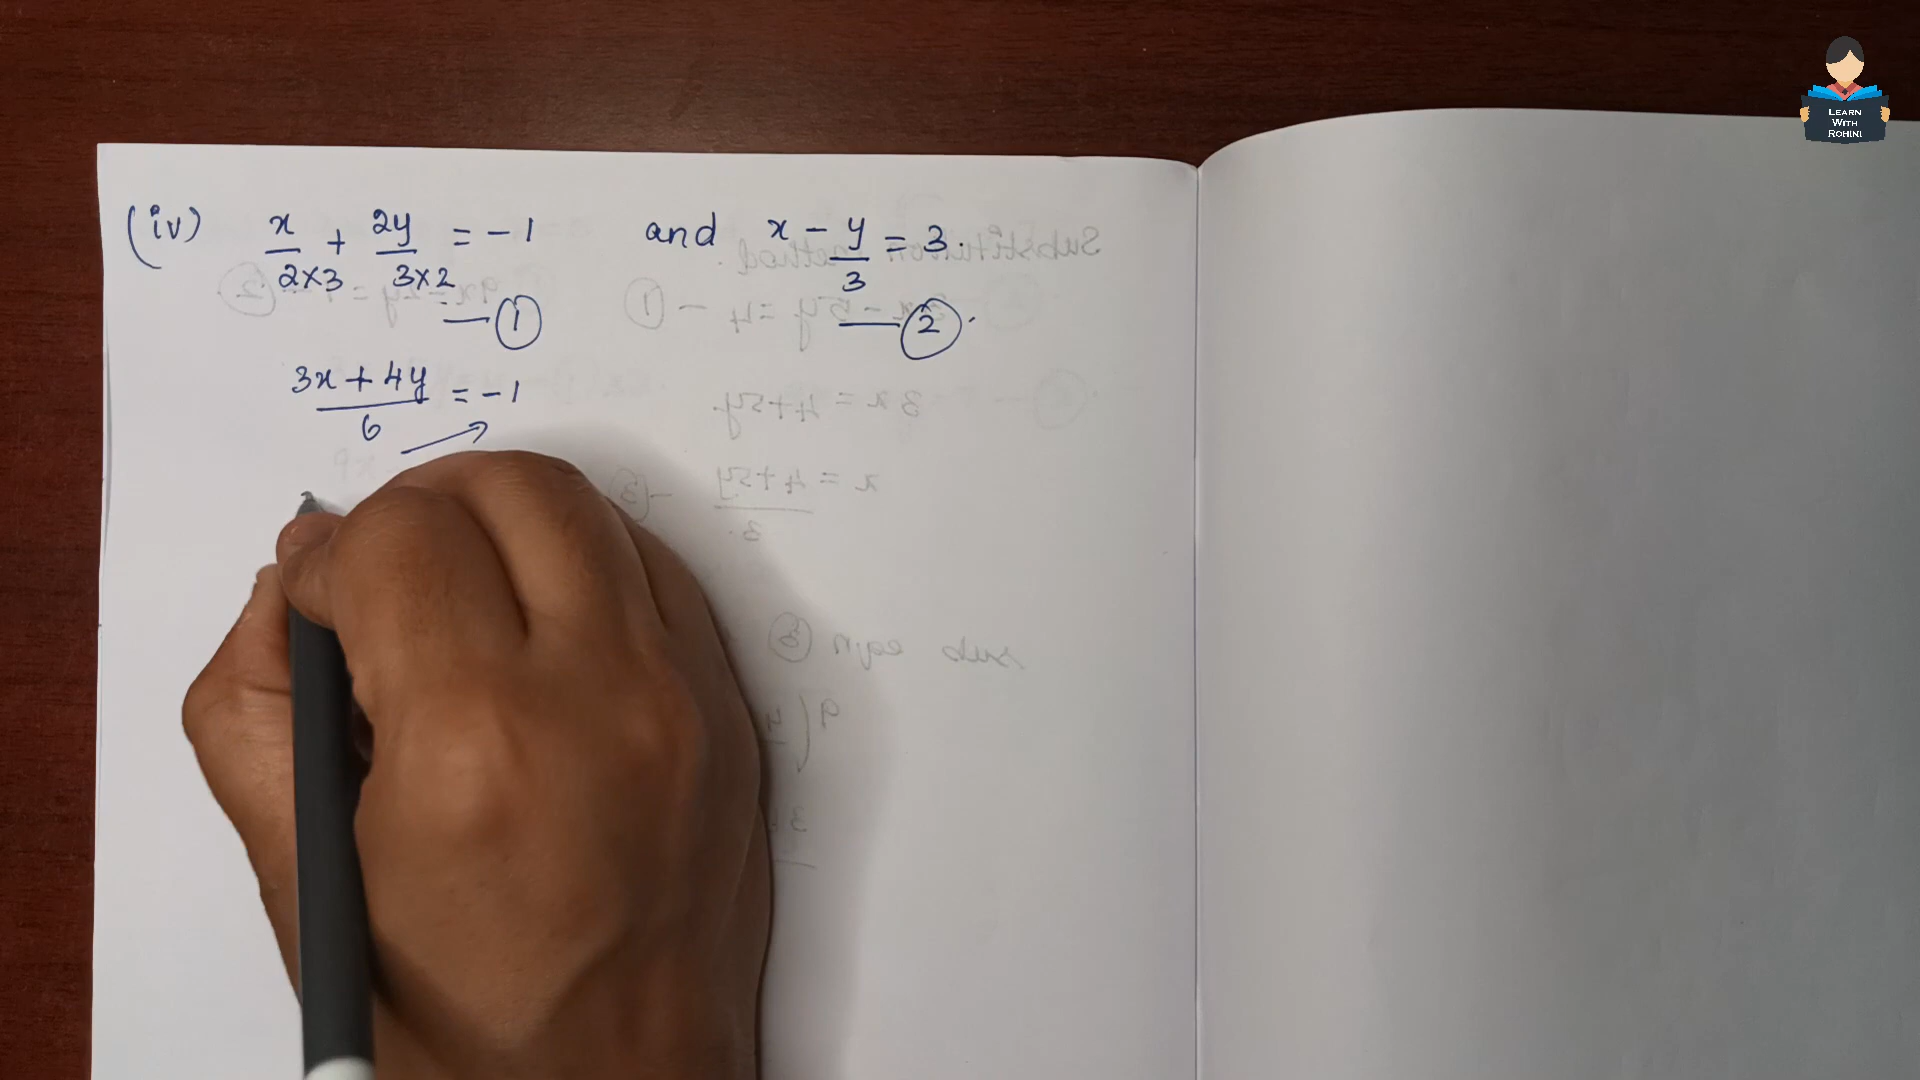 LEARN
WITH
ROHINI
(iv) x/2×3 + 2y/3×2 = -1 and x - y/3 = 3.
—① —②.
3x + 4y/6 = -1